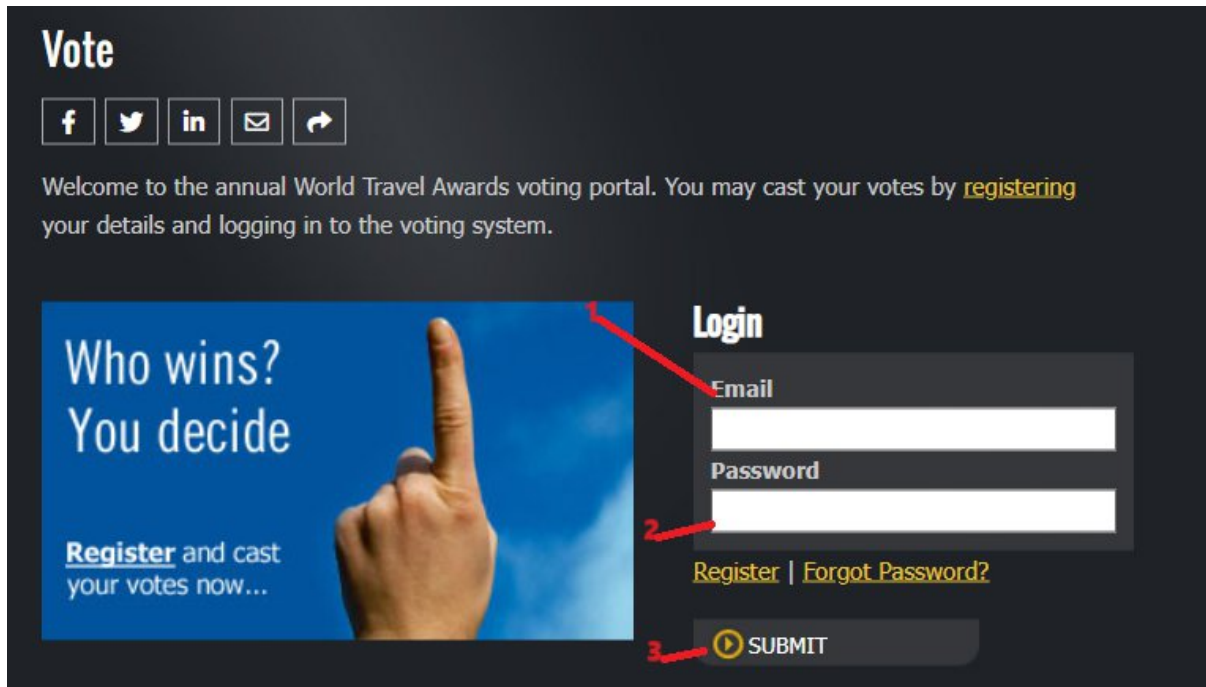 Vote
Welcome to the annual World Travel Awards voting portal. You may cast your votes by registering
your details and logging in to the voting system.
Who wins?
You decide
Register and cast
your votes now...
1
Login
Email
Password
2
Register | Forgot Password?
3
SUBMIT